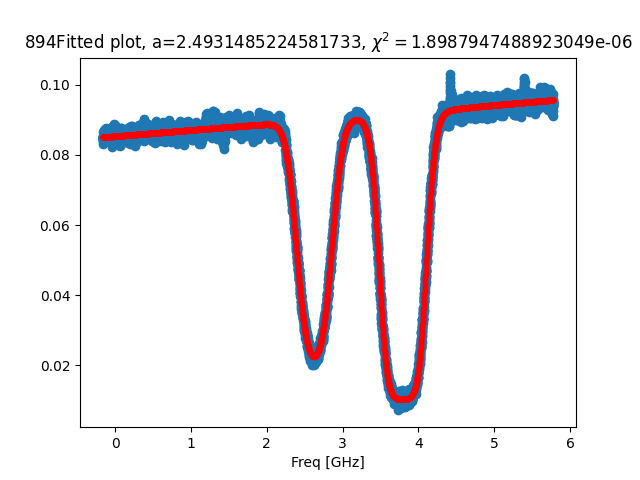 894Fitted plot, a=2.4931485224581733, χ² = 1.8987947488923049e-06
0.10
0.08
0.06
0.04
0.02
0 1 2 3 4 5 6
Freq [GHz]